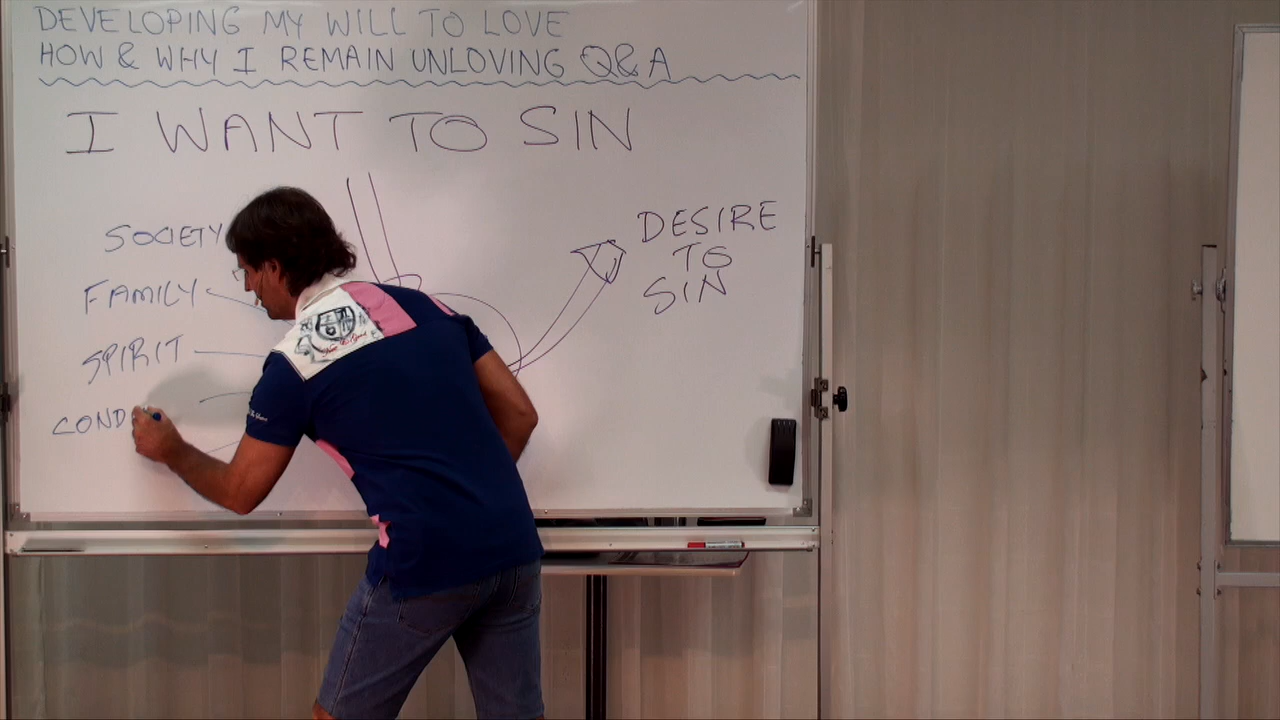 DEVELOPING MY WILL TO LOVE
HOW & WHY I REMAIN UNLOVING Q&A
I WANT TO SIN
SOCIETY
FAMILY
SPIRIT
COND
DESIRE
TO
SIN